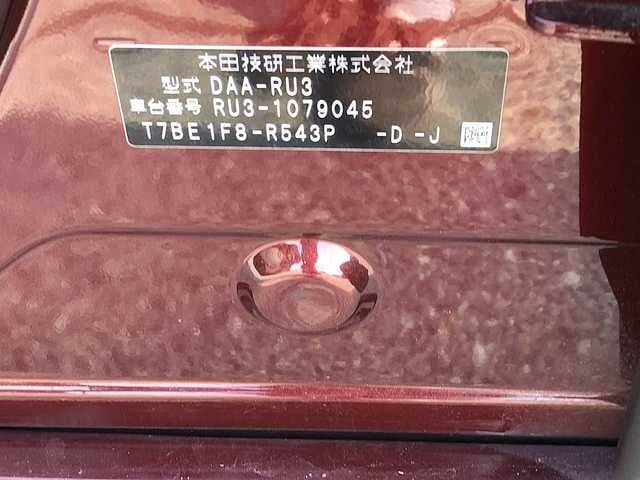 本田技研工業株式会社
型式 DAA-RU3
車台番号 RU3-1079045
T7BE1F8-R543P -D -J